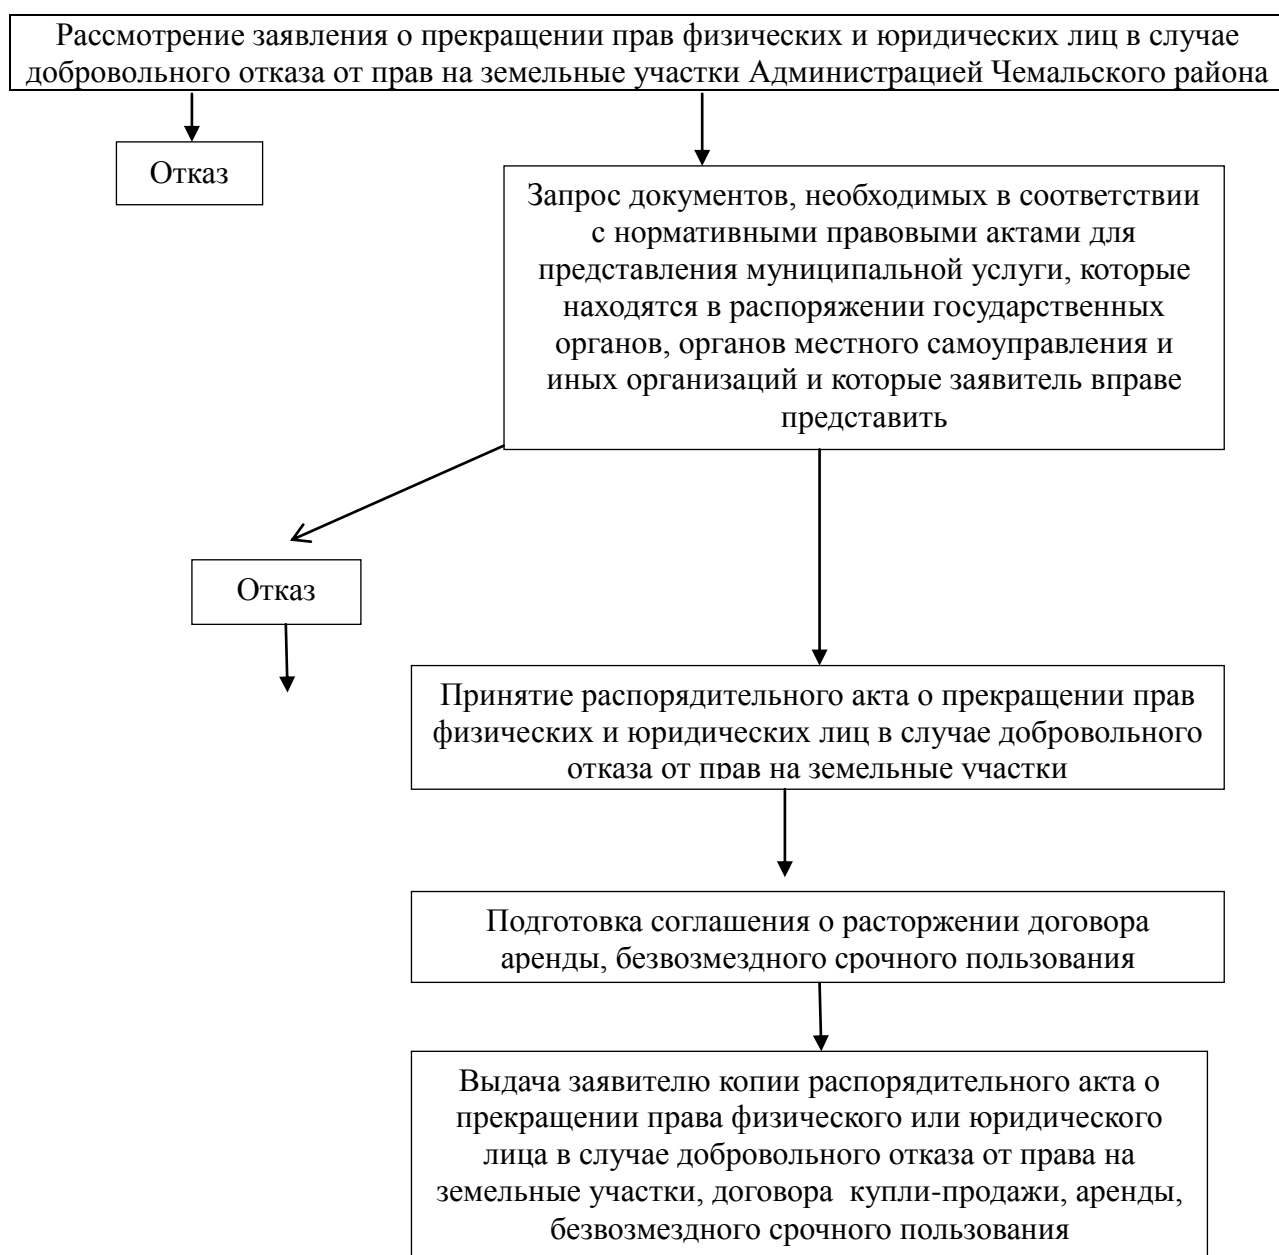 Рассмотрение заявления о прекращении прав физических и юридических лиц в случае
добровольного отказа от прав на земельные участки Администрацией Чемальского района
Отказ
Запрос документов, необходимых в соответствии
с нормативными правовыми актами для
представления муниципальной услуги, которые
находятся в распоряжении государственных
органов, органов местного самоуправления и
иных организаций и которые заявитель вправе
представить
Отказ
Принятие распорядительного акта о прекращении прав
физических и юридических лиц в случае добровольного
отказа от прав на земельные участки
Подготовка соглашения о расторжении договора
аренды, безвозмездного срочного пользования
Выдача заявителю копии распорядительного акта о
прекращении права физического или юридического
лица в случае добровольного отказа от права на
земельные участки, договора  купли-продажи, аренды,
безвозмездного срочного пользования